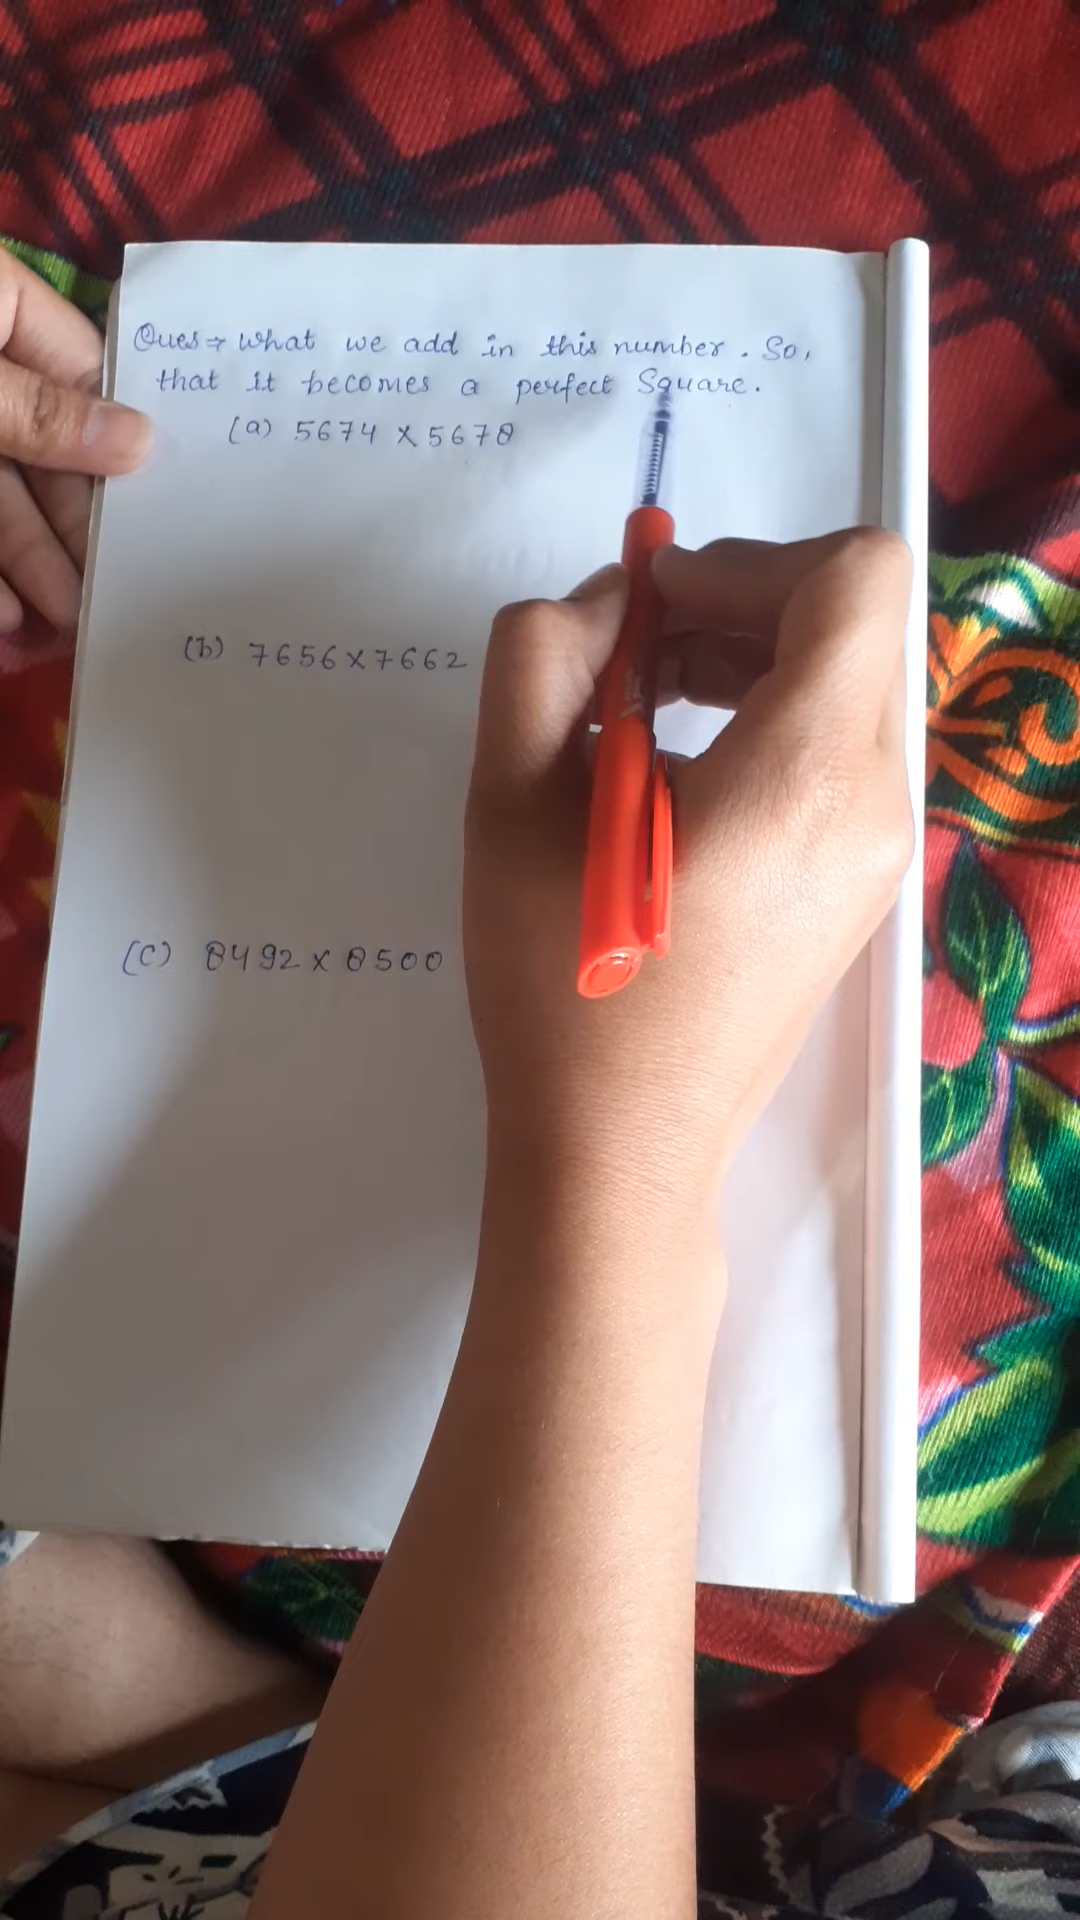 Ques⇒ What we add in this number. So,
that it becomes a perfect Square.
(a) 5674 × 5678
(b) 7656 × 7662
(c) 8492 × 8500